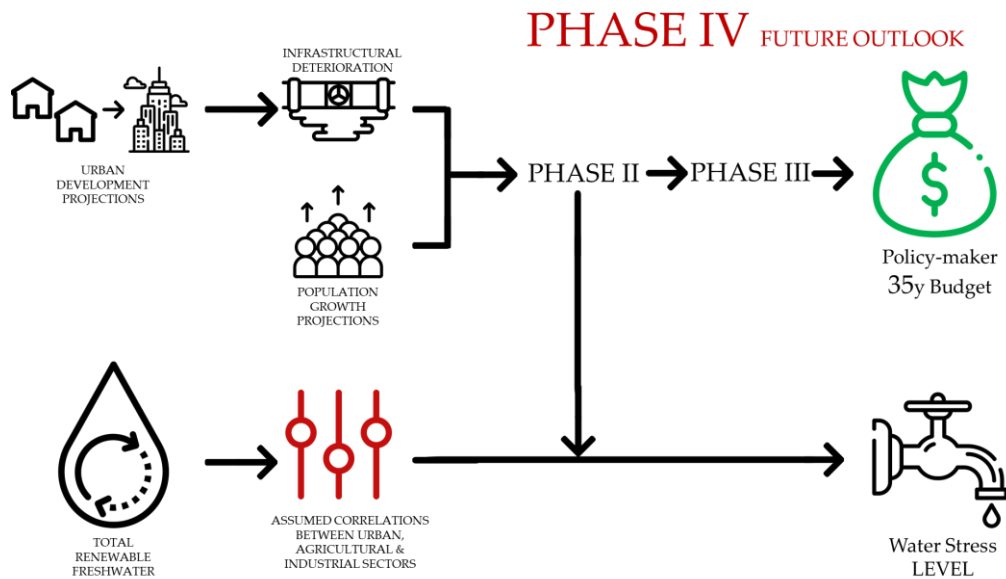 PHASE IV FUTURE OUTLOOK
INFRASTRUCTURAL
DETERIORATION
URBAN
DEVELOPMENT
PROJECTIONS
PHASE II
PHASE III
$
Policy-maker
35y Budget
POPULATION
GROWTH
PROJECTIONS
TOTAL
RENEWABLE
FRESHWATER
ASSUMED CORRELATIONS
BETWEEN URBAN,
AGRICULTURAL &
INDUSTRIAL SECTORS
Water Stress
LEVEL